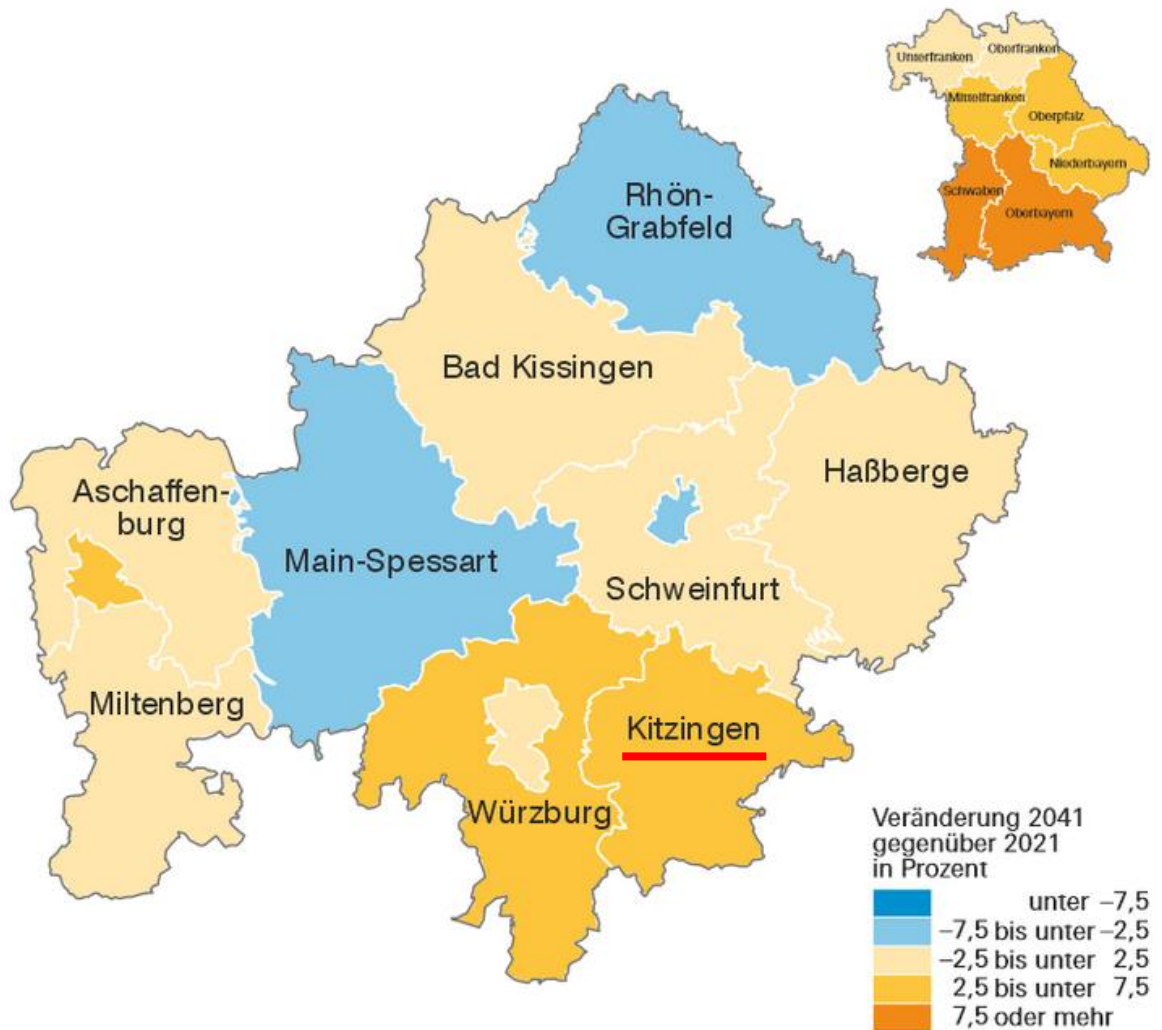 Unterfranken
Oberfranken
Mittelfranken
Oberpfalz
Niederbayern
Schwaben
Oberbayern
Rhön-
Grabfeld
Bad Kissingen
Haßberge
Aschaffen-
burg
Main-Spessart
Schweinfurt
Miltenberg
Kitzingen
Würzburg
Veränderung 2041
gegenüber 2021
in Prozent
unter –7,5
–7,5 bis unter –2,5
–2,5 bis unter 2,5
2,5 bis unter 7,5
7,5 oder mehr